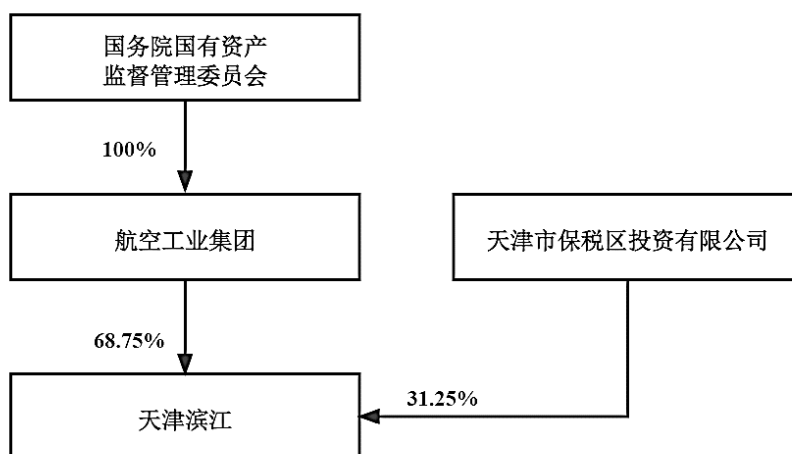 国务院国有资产
监督管理委员会
100%
航空工业集团
天津市保税区投资有限公司
68.75%
31.25%
天津滨江